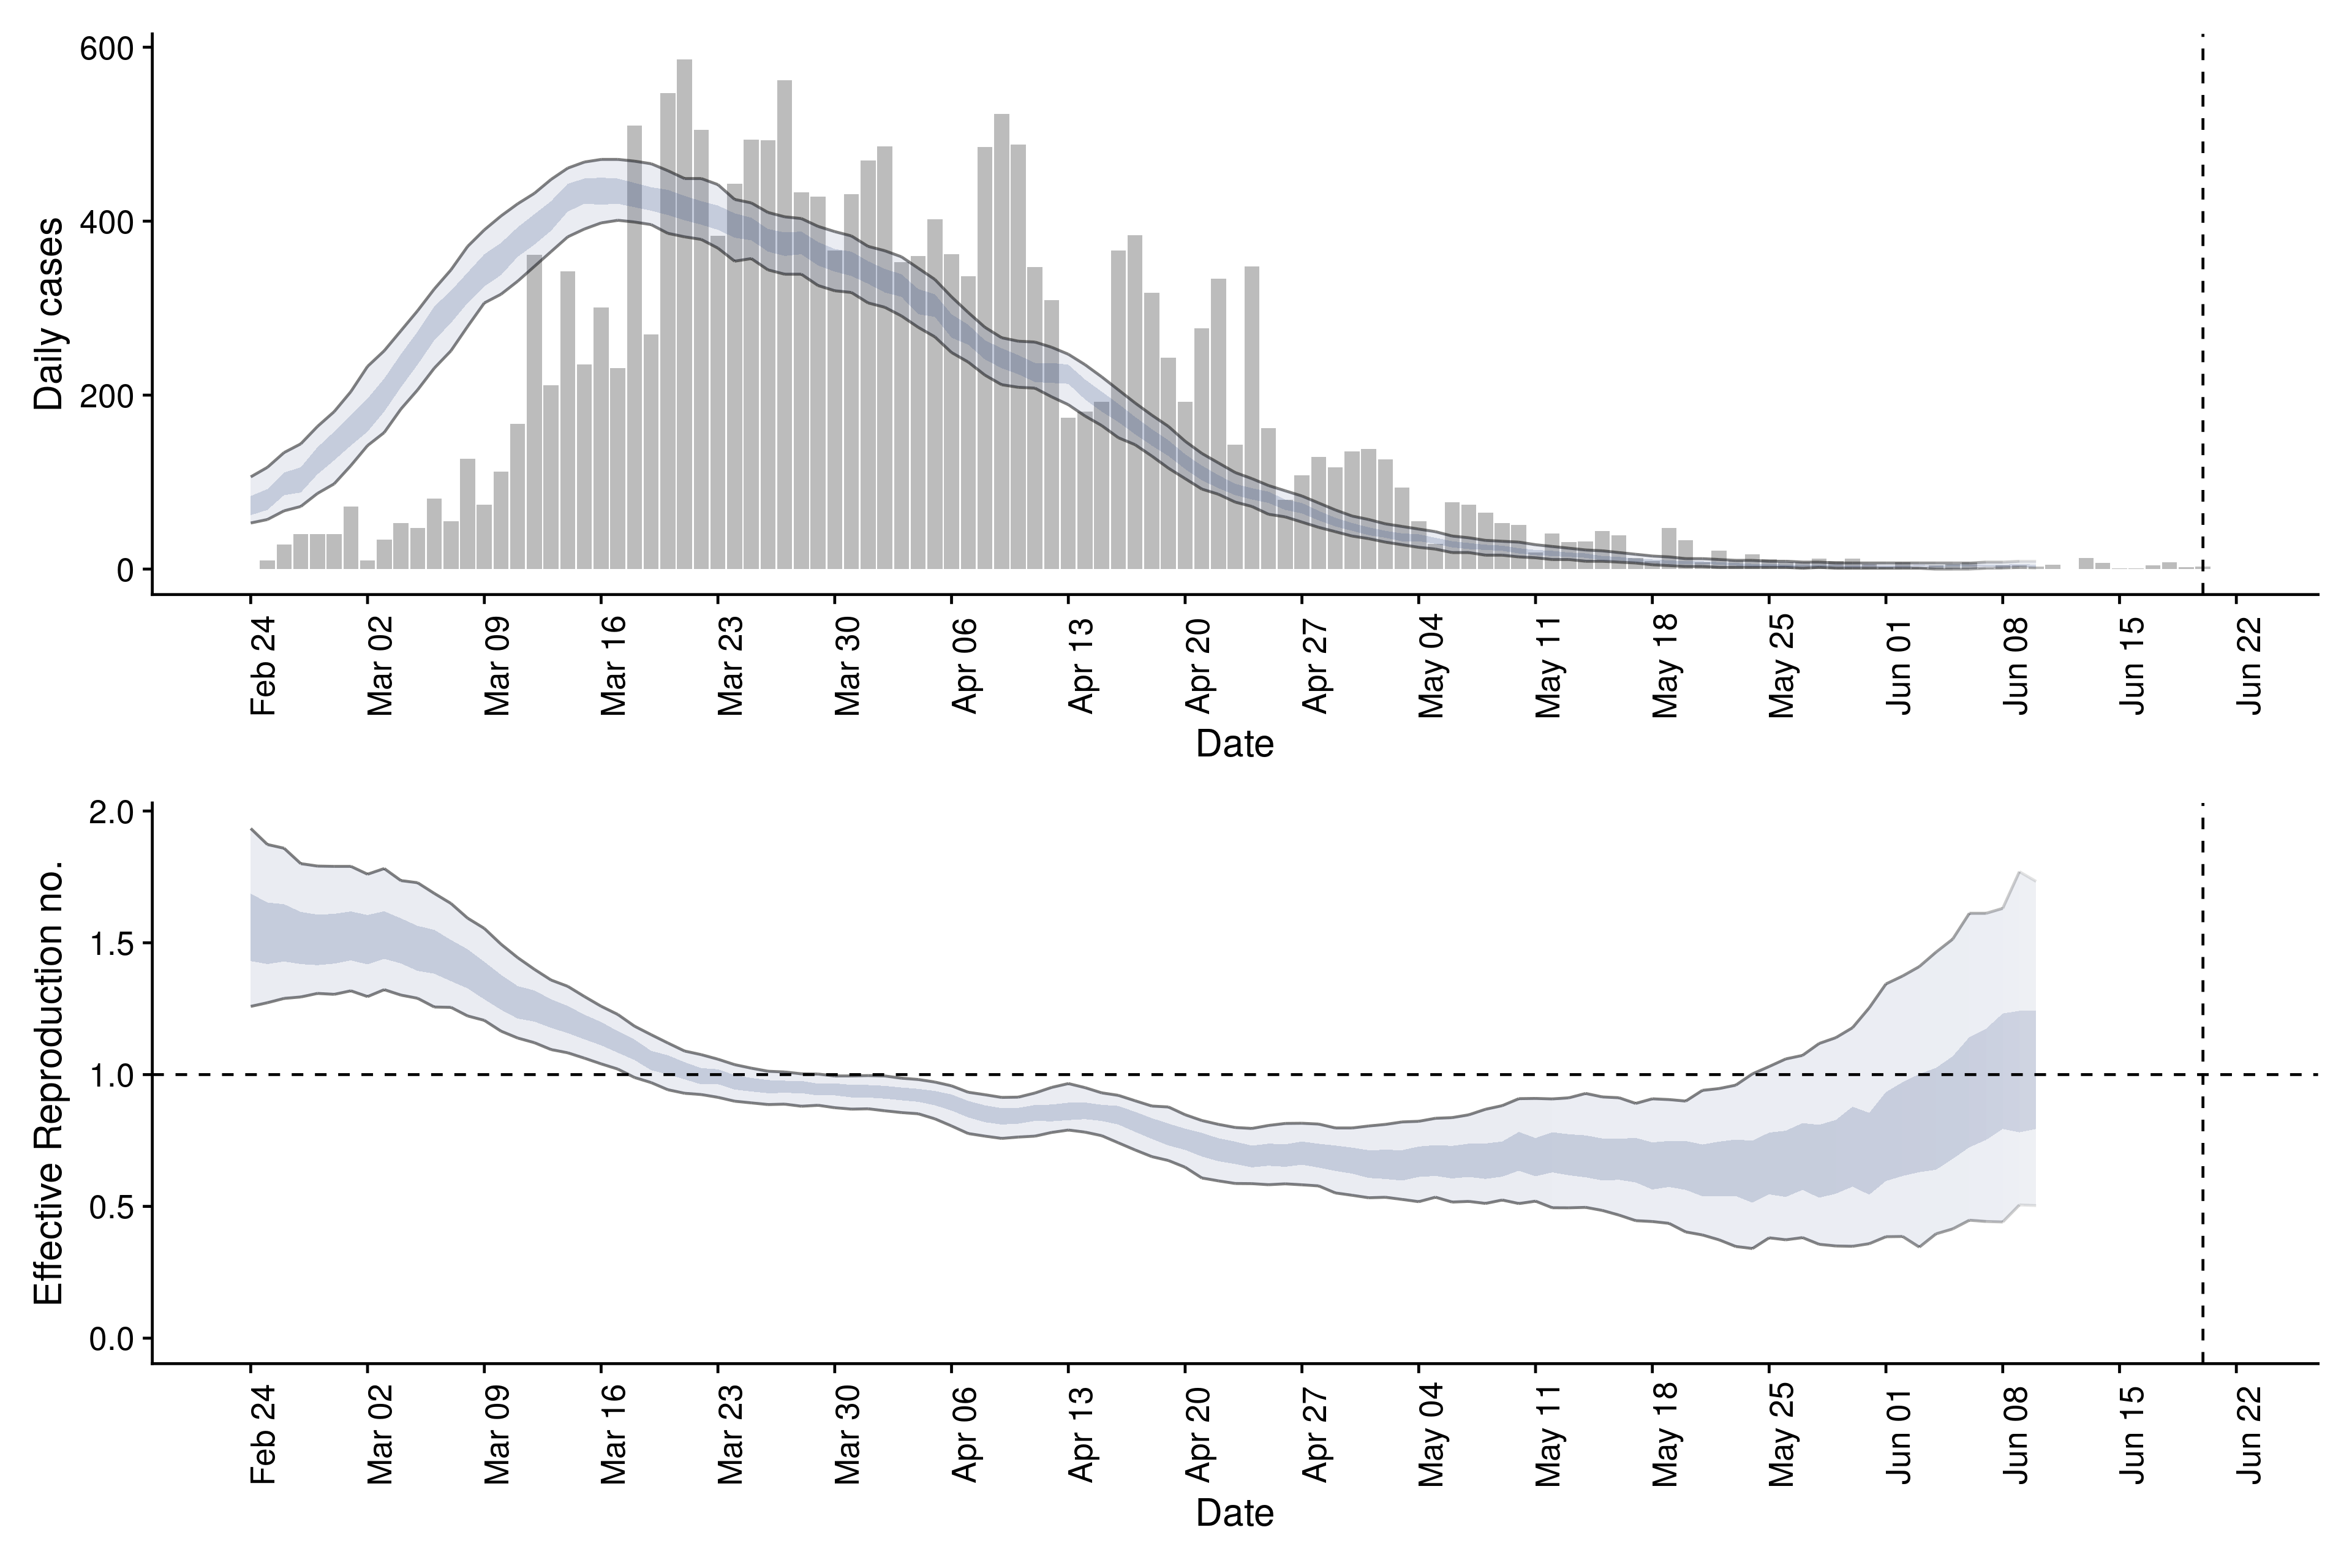 Daily cases
600
400
200
0
Feb 24
Mar 02
Mar 09
Mar 16
Mar 23
Mar 30
Apr 06
Apr 13
Apr 20
Apr 27
May 04
May 11
May 18
May 25
Jun 01
Jun 08
Jun 15
Jun 22
Date
Effective Reproduction no.
2.0
1.5
1.0
0.5
0.0
Feb 24
Mar 02
Mar 09
Mar 16
Mar 23
Mar 30
Apr 06
Apr 13
Apr 20
Apr 27
May 04
May 11
May 18
May 25
Jun 01
Jun 08
Jun 15
Jun 22
Date